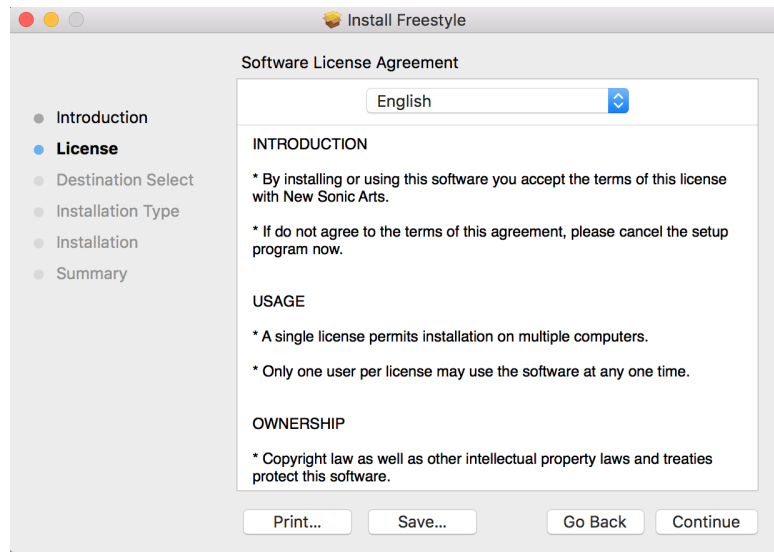 Install Freestyle
Software License Agreement
Introduction
License
Destination Select
Installation Type
Installation
Summary
English
INTRODUCTION
* By installing or using this software you accept the terms of this license
with New Sonic Arts.
* If do not agree to the terms of this agreement, please cancel the setup
program now.
USAGE
* A single license permits installation on multiple computers.
* Only one user per license may use the software at any one time.
OWNERSHIP
* Copyright law as well as other intellectual property laws and treaties
protect this software.
Print... Save... Go Back Continue